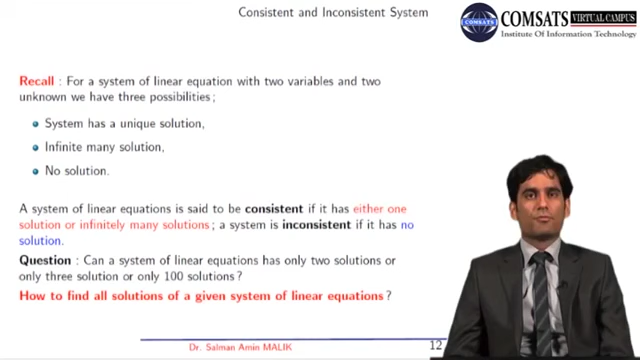 Consistent and Inconsistent System
COMSATS
VIRTUAL CAMPUS
Institute Of Information Technology
Recall : For a system of linear equation with two variables and two
unknown we have three possibilities;
System has a unique solution,
Infinite many solution,
No solution.
A system of linear equations is said to be consistent if it has either one
solution or infinitely many solutions; a system is inconsistent if it has no
solution.
Question : Can a system of linear equations has only two solutions or
only three solution or only 100 solutions?
How to find all solutions of a given system of linear equations?
Dr. Salman Amin MALIK
12